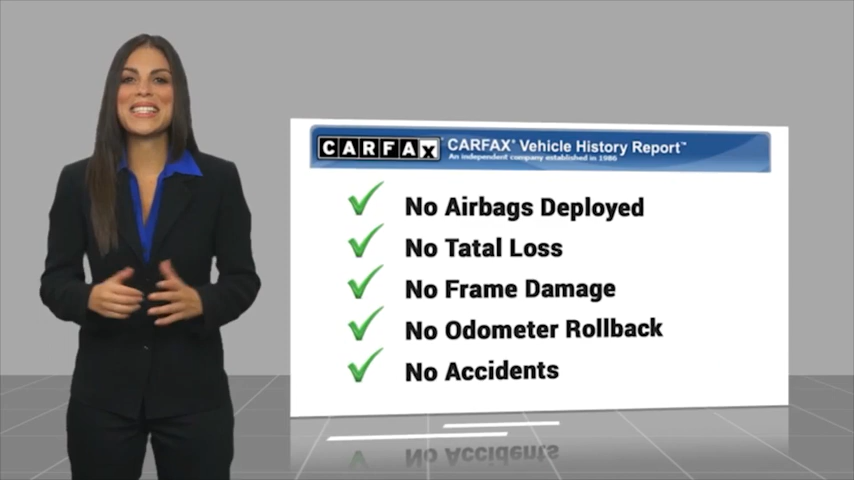 CARFAX CARFAX® Vehicle History Report™
An independent company established in 1986
No Airbags Deployed
No Tatal Loss
No Frame Damage
No Odometer Rollback
No Accidents
No Accidents